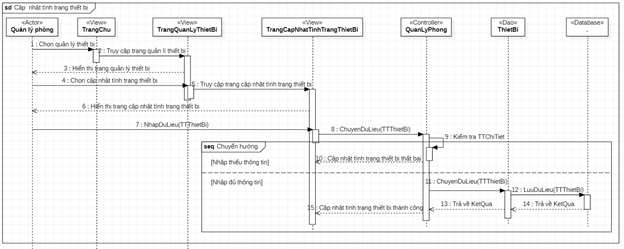 sd Cập nhật tình trạng thiết bị
«Actor» «View» «View» «View» «Controller» «Dao» «Database»
Quản lý phòng TrangChu TrangQuanLyThietBi TrangCapNhatTinhTrangThietBi QuanLyPhong ThietBi .
1 : Chọn quản lý thiết bị
2 : Truy cập trang quản lí thiết bị
3 : Hiển thị trang quản lý thiết bị
4 : Chọn cập nhật tình trạng thiết bị
5 : Truy cập trang cập nhật tình trạng thiết bị
6 : Hiển thị trang cập nhật tình trạng thiết bị
7 : NhapDuLieu(TTThietBi)
8 : ChuyenDuLieu(TTThietBi)
9 : Kiểm tra TTChiTiet
seq Chuyển hướng
[Nhập thiếu thông tin]
10 : Cập nhật tình trạng thiết bị thất bại
[Nhập đủ thông tin]
11 : ChuyenDuLieu(TTThietBi)
12 : LuuDuLieu(TTThietBi)
13 : Trả về KetQua
14 : Trả về KetQua
15 : Cập nhật tình trạng thiết bị thành công